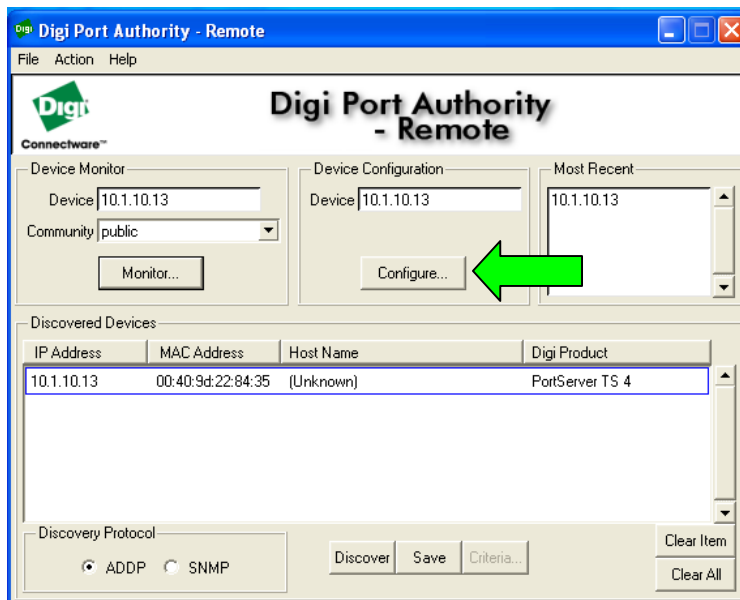 Digi Digi Port Authority - Remote
File Action Help
Digi
Connectware™
Digi Port Authority
- Remote
Device Monitor
Device 10.1.10.13
Community public
Monitor...
Device Configuration
Device 10.1.10.13
Configure...
Most Recent
10.1.10.13
Discovered Devices
IP Address MAC Address Host Name Digi Product
10.1.10.13 00:40:9d:22:84:35 (Unknown) PortServer TS 4
Discovery Protocol
ADDP SNMP
Discover Save Criteria...
Clear Item
Clear All